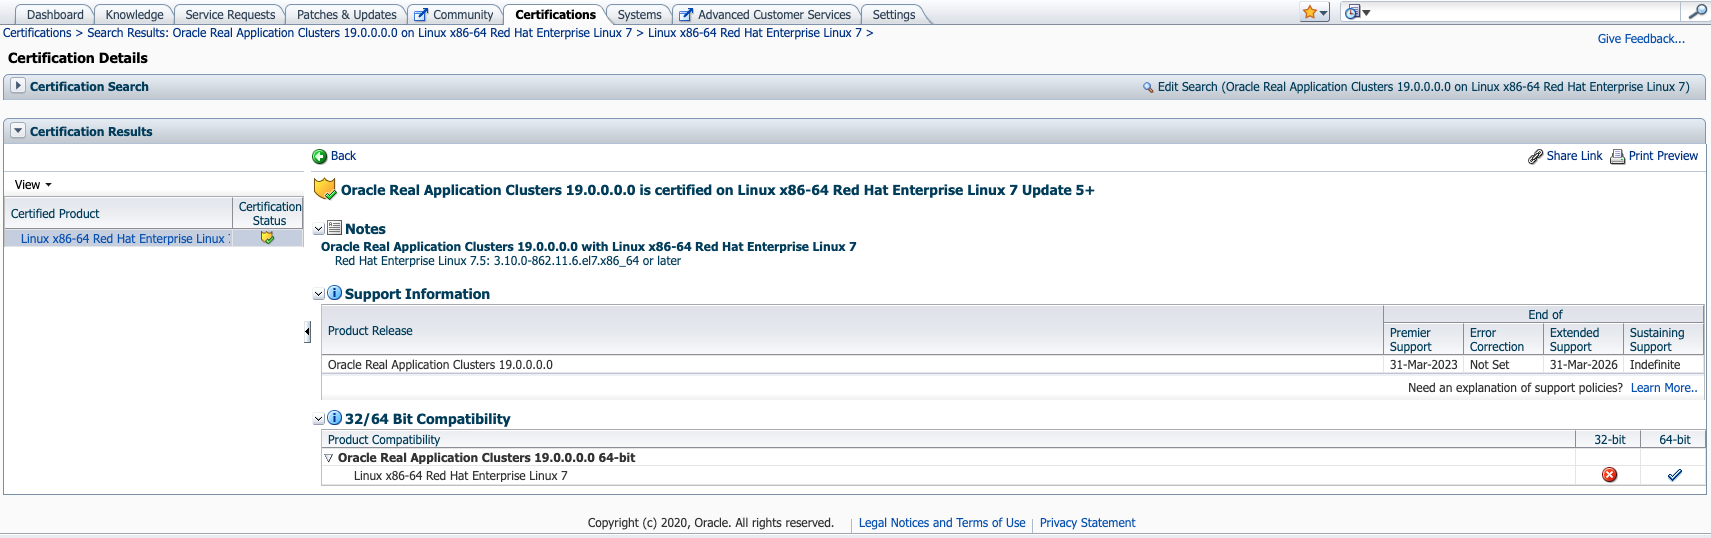 Dashboard Knowledge Service Requests Patches & Updates Community Certifications Systems Advanced Customer Services Settings
Certifications > Search Results: Oracle Real Application Clusters 19.0.0.0.0 on Linux x86-64 Red Hat Enterprise Linux 7 > Linux x86-64 Red Hat Enterprise Linux 7 >
Give Feedback...
Certification Details
Certification Search
Edit Search (Oracle Real Application Clusters 19.0.0.0.0 on Linux x86-64 Red Hat Enterprise Linux 7)
Certification Results
Back
Share Link Print Preview
View
Certified Product
Certification
Status
Linux x86-64 Red Hat Enterprise Linux
Oracle Real Application Clusters 19.0.0.0.0 is certified on Linux x86-64 Red Hat Enterprise Linux 7 Update 5+
Notes
Oracle Real Application Clusters 19.0.0.0.0 with Linux x86-64 Red Hat Enterprise Linux 7
Red Hat Enterprise Linux 7.5: 3.10.0-862.11.6.el7.x86_64 or later
Support Information
Product Release
End of
Premier Support
Error Correction
Extended Support
Sustaining Support
Oracle Real Application Clusters 19.0.0.0.0 31-Mar-2023 Not Set 31-Mar-2026 Indefinite
Need an explanation of support policies? Learn More..
32/64 Bit Compatibility
Product Compatibility 32-bit 64-bit
Oracle Real Application Clusters 19.0.0.0.0 64-bit
Linux x86-64 Red Hat Enterprise Linux 7
Copyright (c) 2020, Oracle. All rights reserved. Legal Notices and Terms of Use Privacy Statement